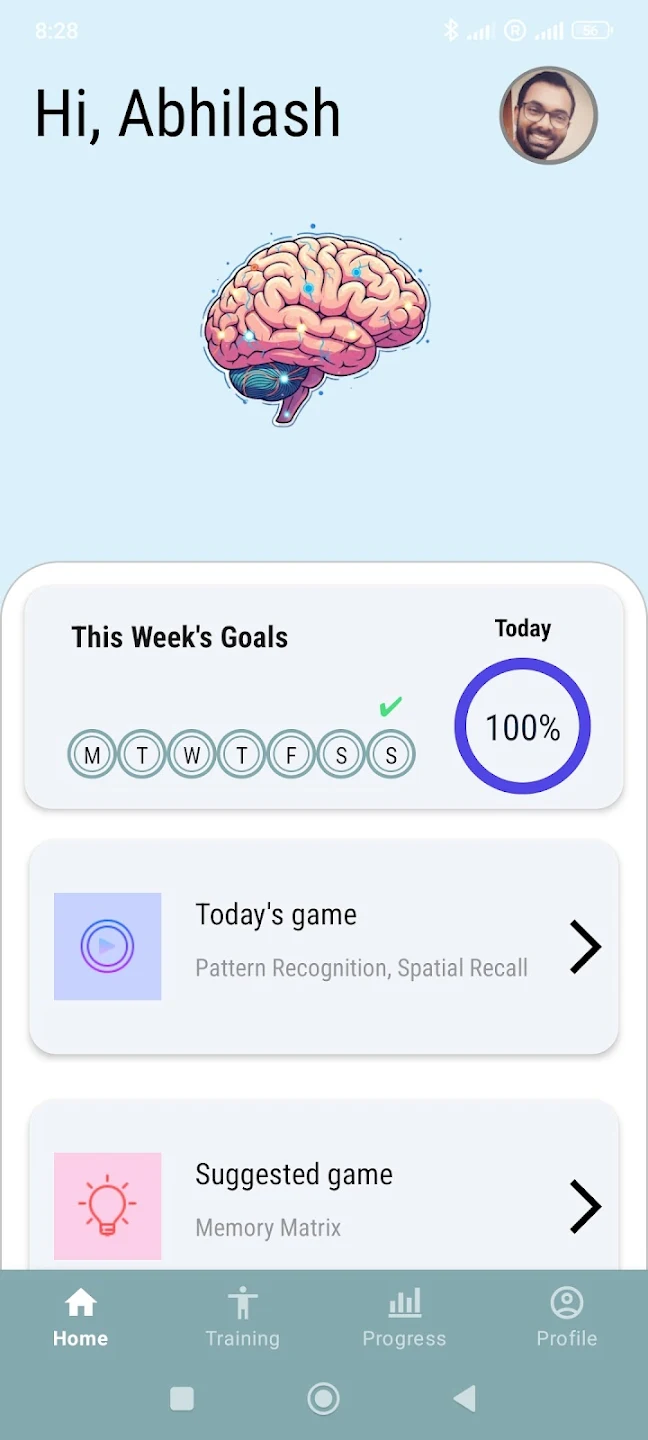 8:28
R
56
Hi, Abhilash
This Week's Goals
Today
100%
M T W T F S S
Today's game
Pattern Recognition, Spatial Recall
Suggested game
Memory Matrix
Home Training Progress Profile